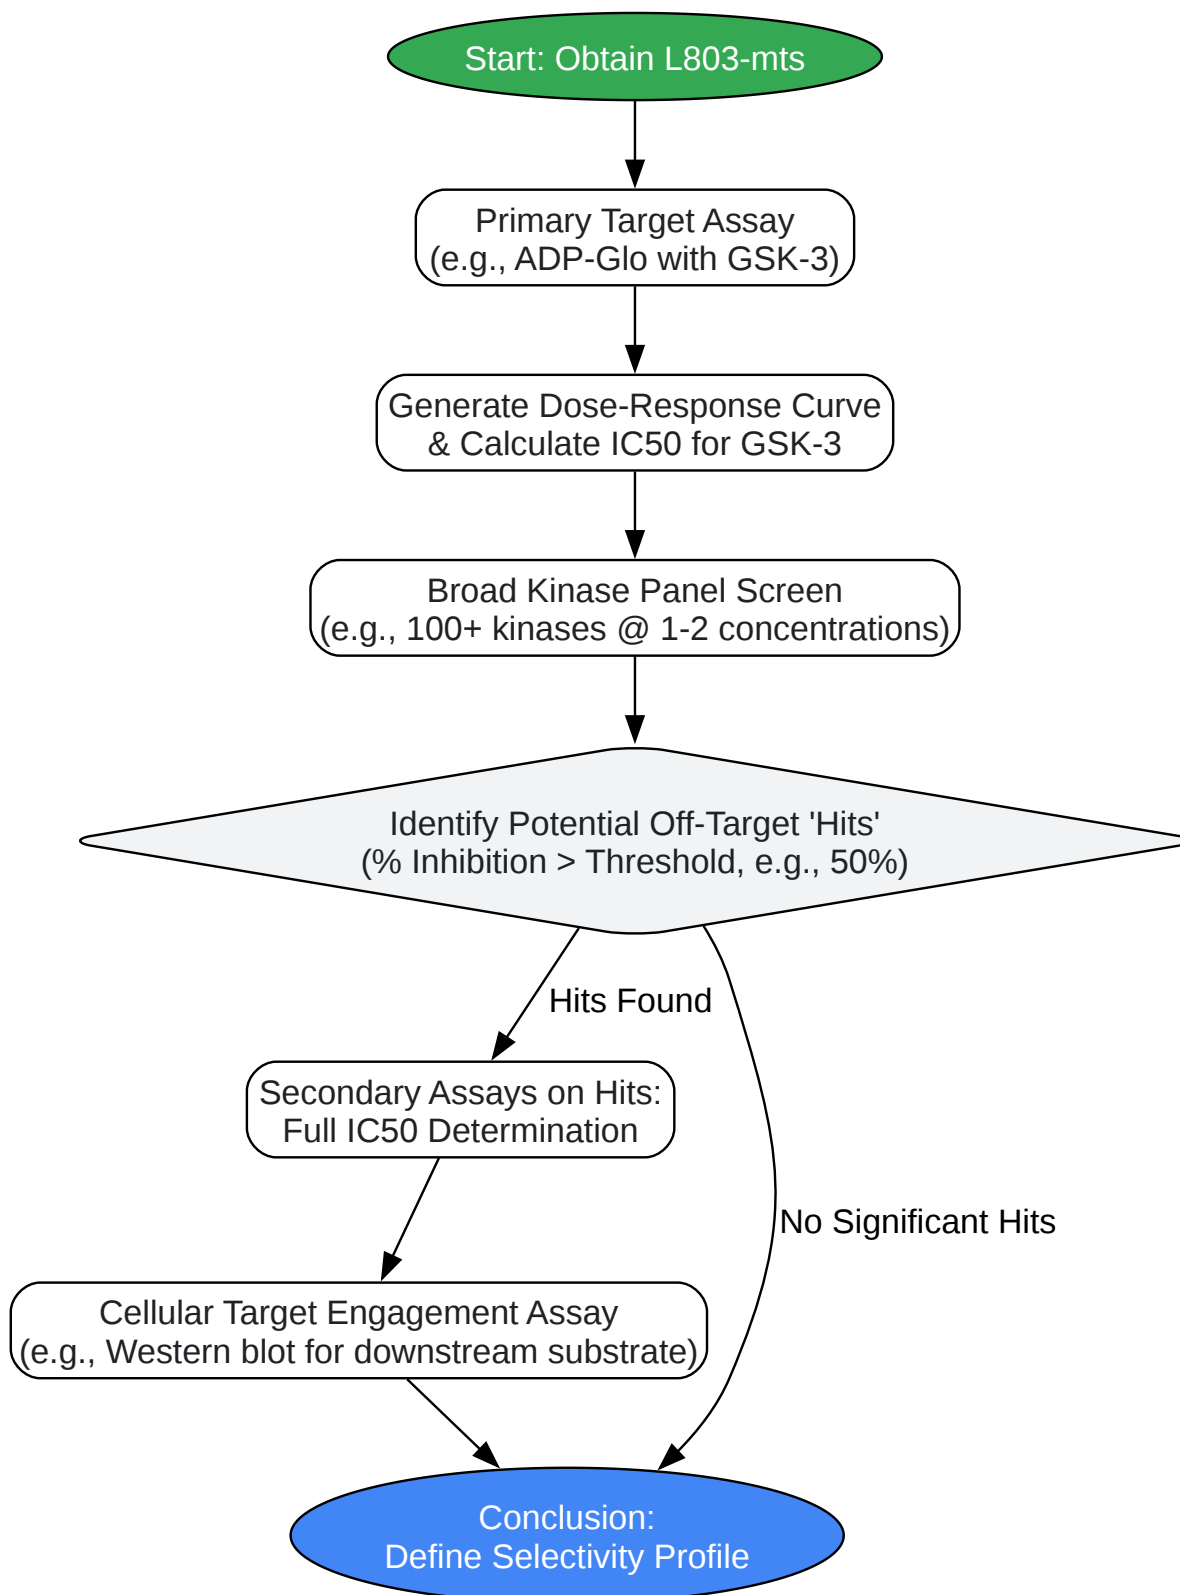 Start: Obtain L803-mts
Primary Target Assay
(e.g., ADP-Glo with GSK-3)
Generate Dose-Response Curve
& Calculate IC50 for GSK-3
Broad Kinase Panel Screen
(e.g., 100+ kinases @ 1-2 concentrations)
Identify Potential Off-Target 'Hits'
(% Inhibition > Threshold, e.g., 50%)
Hits Found
Secondary Assays on Hits:
Full IC50 Determination
No Significant Hits
Cellular Target Engagement Assay
(e.g., Western blot for downstream substrate)
Conclusion:
Define Selectivity Profile